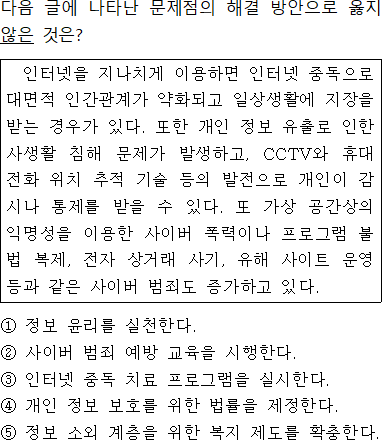 다음 글에 나타난 문제점의 해결 방안으로 옳지
않은 것은?
인터넷을 지나치게 이용하면 인터넷 중독으로
대면적 인간관계가 약화되고 일상생활에 지장을
받는 경우가 있다. 또한 개인 정보 유출로 인한
사생활 침해 문제가 발생하고, CCTV와 휴대
전화 위치 추적 기술 등의 발전으로 개인이 감
시나 통제를 받을 수 있다. 또 가상 공간상의
익명성을 이용한 사이버 폭력이나 프로그램 불
법 복제, 전자 상거래 사기, 유해 사이트 운영
등과 같은 사이버 범죄도 증가하고 있다.
① 정보 윤리를 실천한다.
② 사이버 범죄 예방 교육을 시행한다.
③ 인터넷 중독 치료 프로그램을 실시한다.
④ 개인 정보 보호를 위한 법률을 제정한다.
⑤ 정보 소외 계층을 위한 복지 제도를 확충한다.